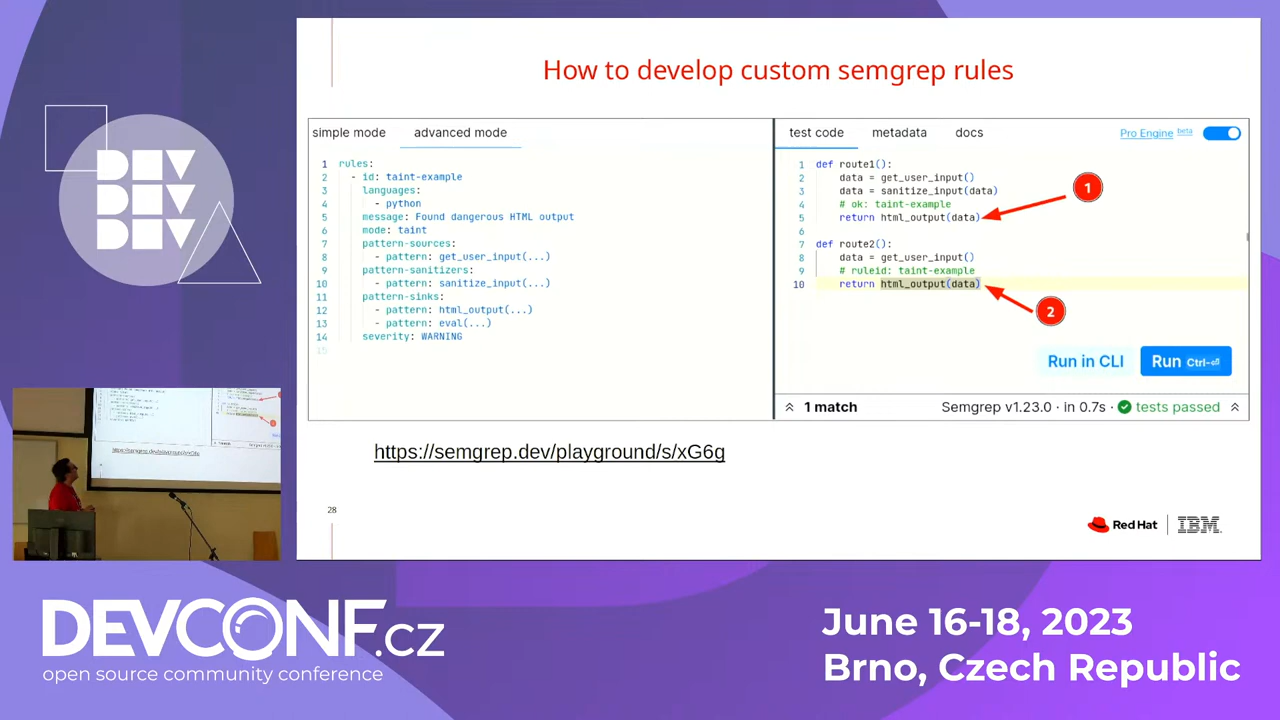 How to develop custom semgrep rules
simple mode advanced mode
1 rules:
2 - id: taint-example
3 languages:
4 - python
5 message: Found dangerous HTML output
6 mode: taint
7 pattern-sources:
8 - pattern: get_user_input(...)
9 pattern-sanitizers:
10 - pattern: sanitize_input(...)
11 pattern-sinks:
12 - pattern: html_output(...)
13 - pattern: eval(...)
14 severity: WARNING
15
test code metadata docs Pro Engine beta
1 def route1():
2 data = get_user_input()
3 data = sanitize_input(data)
4 # ok: taint-example
5 return html_output(data)
6
7 def route2():
8 data = get_user_input()
9 # ruleid: taint-example
10 return html_output(data)
1
2
Run in CLI Run Ctrl-⏎
1 match Semgrep v1.23.0 · in 0.7s · tests passed
https://semgrep.dev/playground/s/xG6g
28
Red Hat IBM
DEV
DEV
DEV
DEVCONF.cz
open source community conference
June 16-18, 2023
Brno, Czech Republic